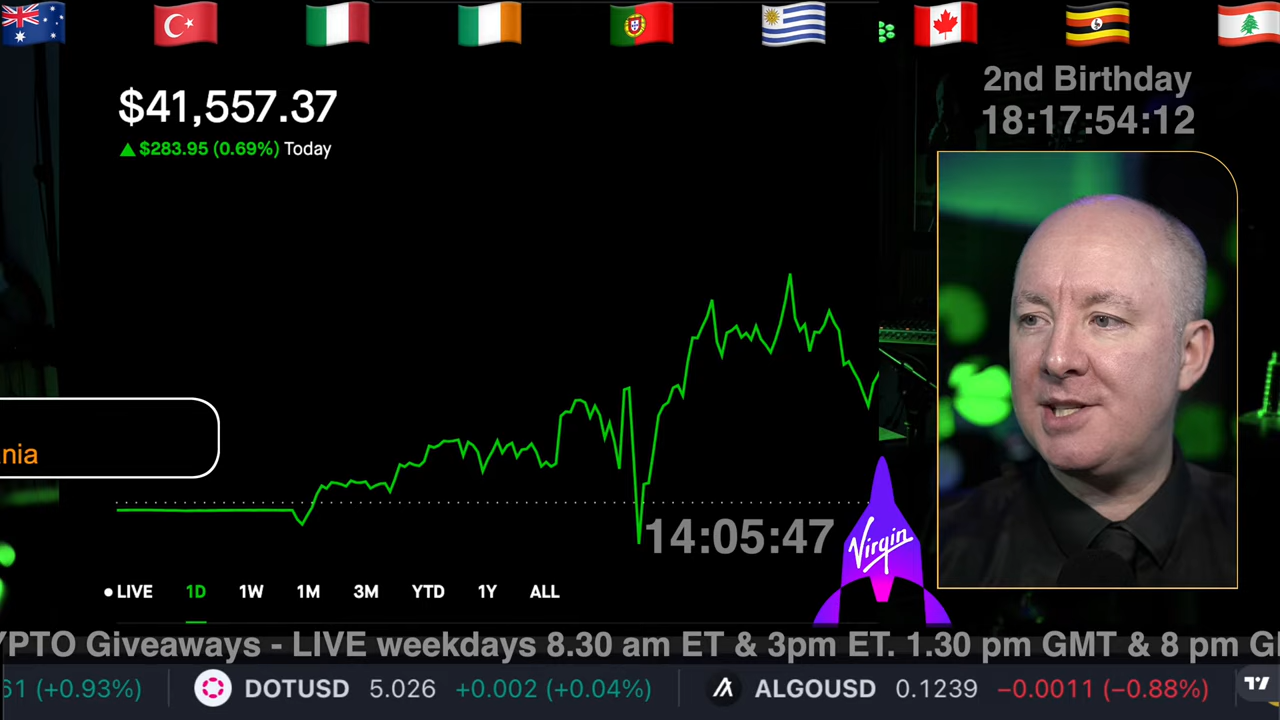 2nd Birthday
18:17:54:12
$41,557.37
▲ $283.95 (0.69%) Today
nia
14:05:47
Virgin
LIVE 1D 1W 1M 3M YTD 1Y ALL
YPTO Giveaways - LIVE weekdays 8.30 am ET & 3pm ET. 1.30 pm GMT & 8 pm G
61 (+0.93%) DOTUSD 5.026 +0.002 (+0.04%) ALGOUSD 0.1239 −0.0011 (−0.88%)